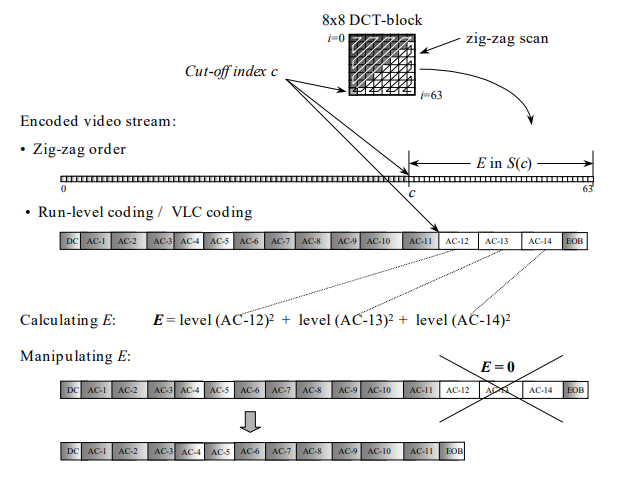 8x8 DCT-block
i=0
zig-zag scan
Cut-off index c
i=63
Encoded video stream:
• Zig-zag order
E in S(c)
0
c
63
• Run-level coding / VLC coding
DC AC-1 AC-2 AC-3 AC-4 AC-5 AC-6 AC-7 AC-8 AC-9 AC-10 AC-11 AC-12 AC-13 AC-14 EOB
Calculating E: E = level (AC-12)² + level (AC-13)² + level (AC-14)²
Manipulating E:
E = 0
DC AC-1 AC-2 AC-3 AC-4 AC-5 AC-6 AC-7 AC-8 AC-9 AC-10 AC-11 AC-12 AC-13 AC-14 EOB
DC AC-1 AC-2 AC-3 AC-4 AC-5 AC-6 AC-7 AC-8 AC-9 AC-10 AC-11 EOB